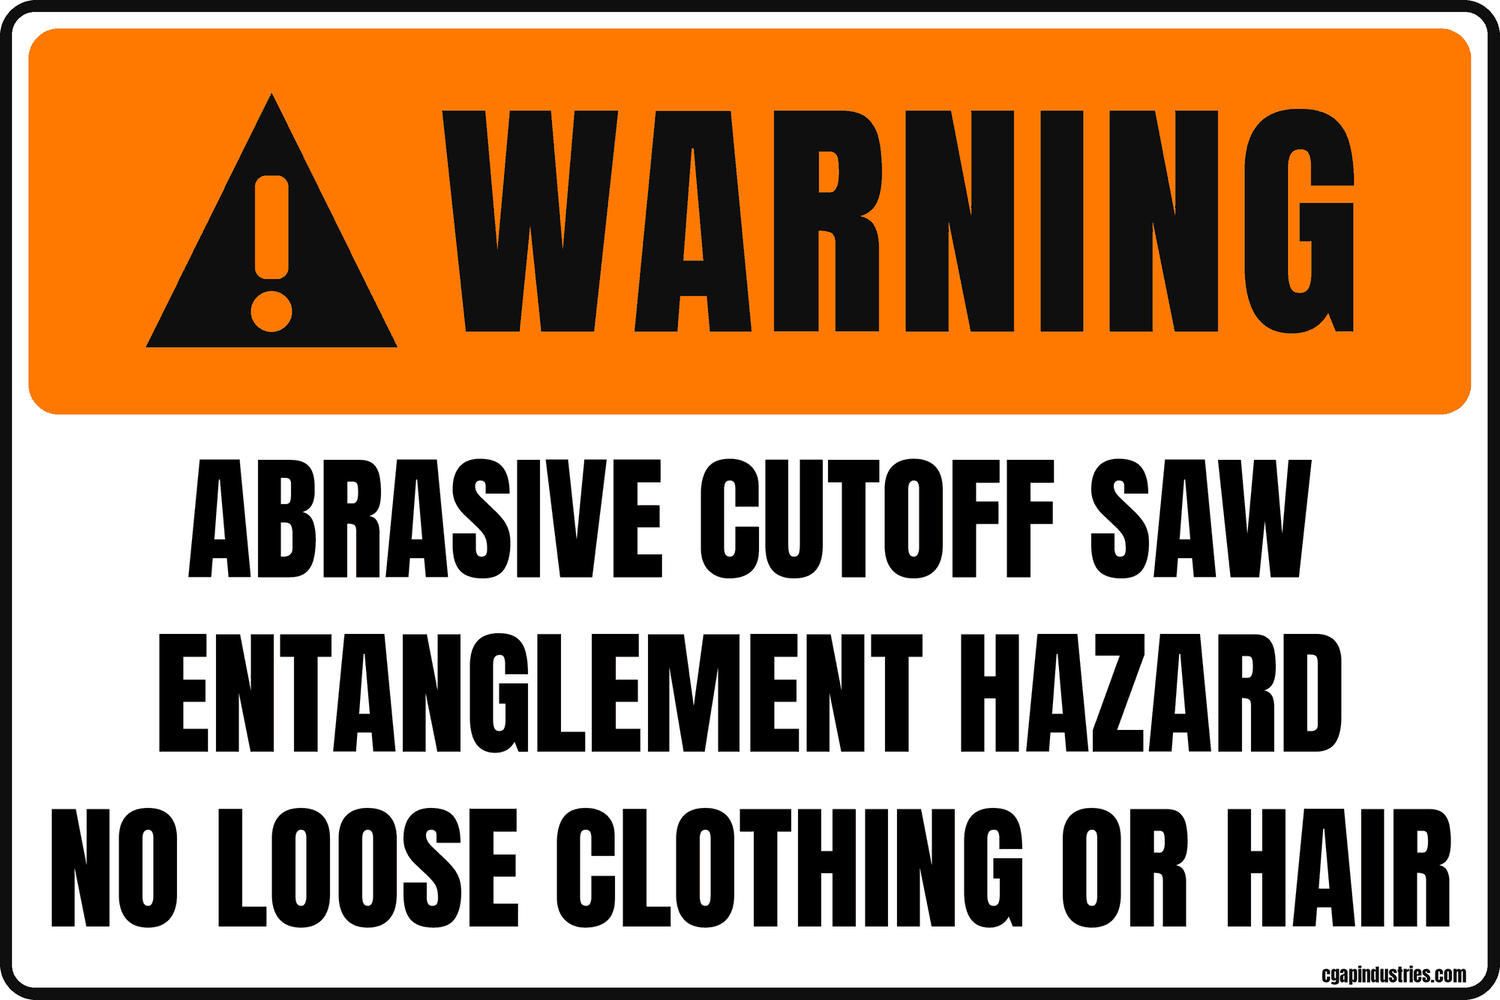 WARNING
ABRASIVE CUTOFF SAW
ENTANGLEMENT HAZARD
NO LOOSE CLOTHING OR HAIR
cgapindustries.com